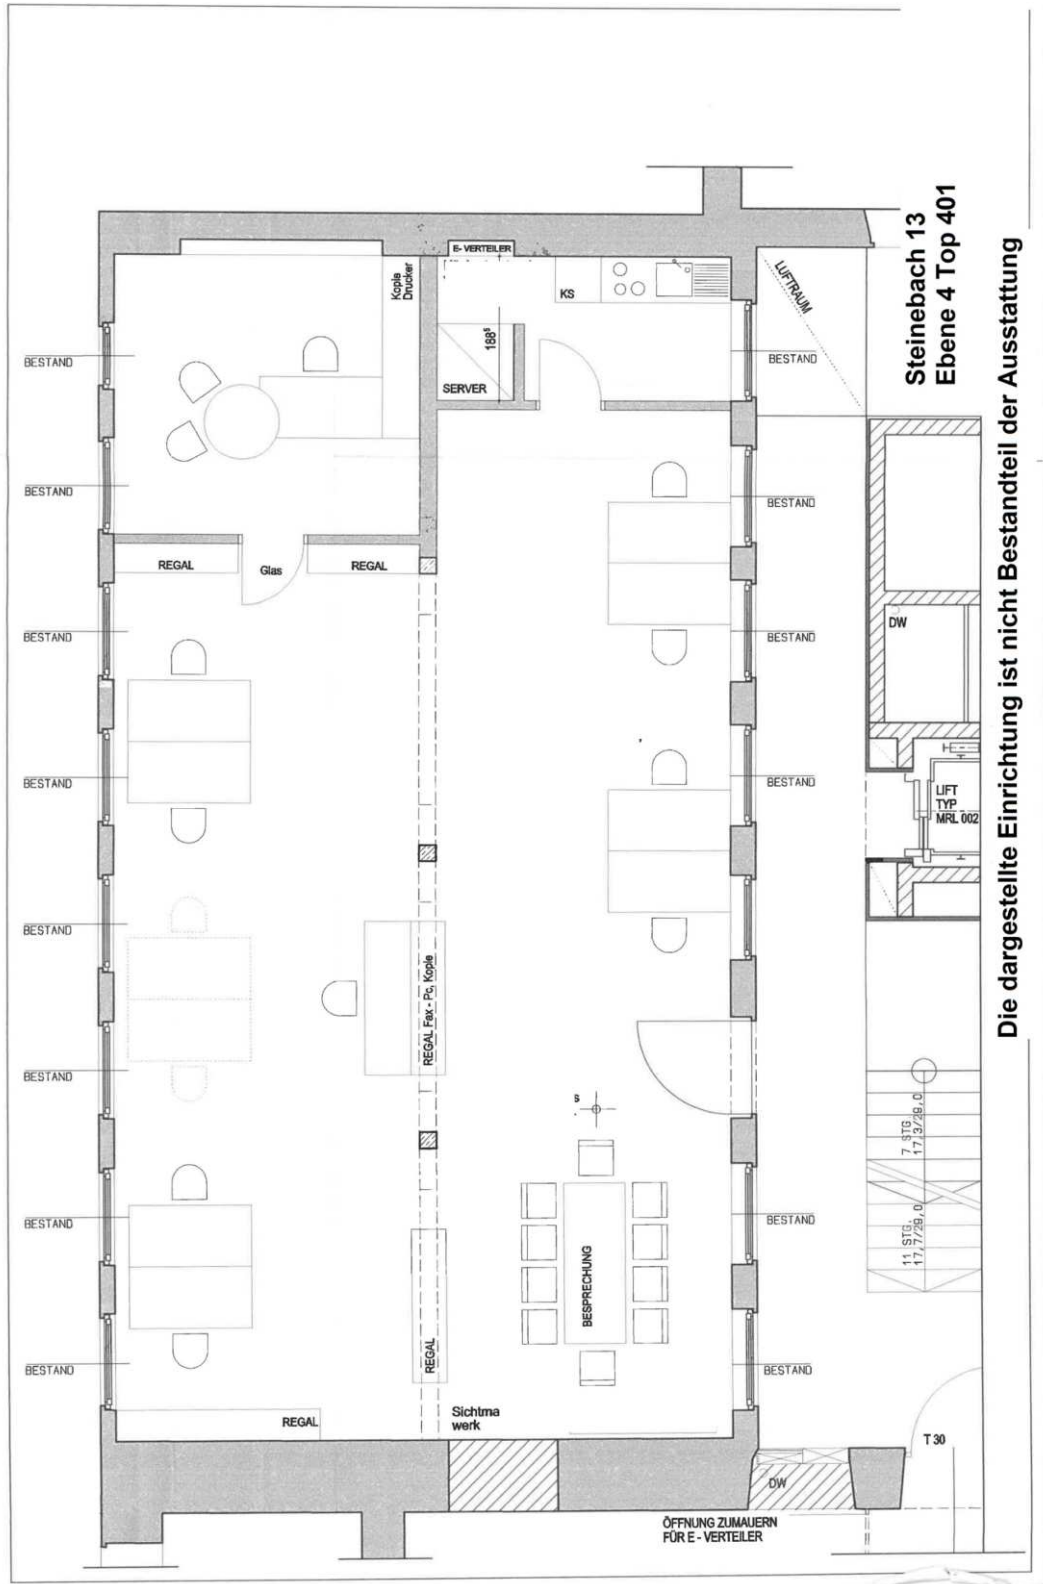 E- VERTEILER
Kopie
Drucker
KS
188⁵
SERVER
LUFTRAUM
Steinebach 13
Ebene 4 Top 401
BESTAND
BESTAND
BESTAND
BESTAND
REGAL
Glas
REGAL
BESTAND
BESTAND
DW
BESTAND
BESTAND
LIFT
TYP
MRL 002
Die dargestellte Einrichtung ist nicht Bestandteil der Ausstattung
BESTAND
REGAL Fax - Pc, Kopie
BESTAND
S
7 STG.
17,3/29,0
11 STG.
17,7/29,0
BESTAND
BESTAND
BESPRECHUNG
BESTAND
REGAL
BESTAND
REGAL
Sichtma
werk
T 30
DW
ÖFFNUNG ZUMAUERN
FÜR E - VERTEILER